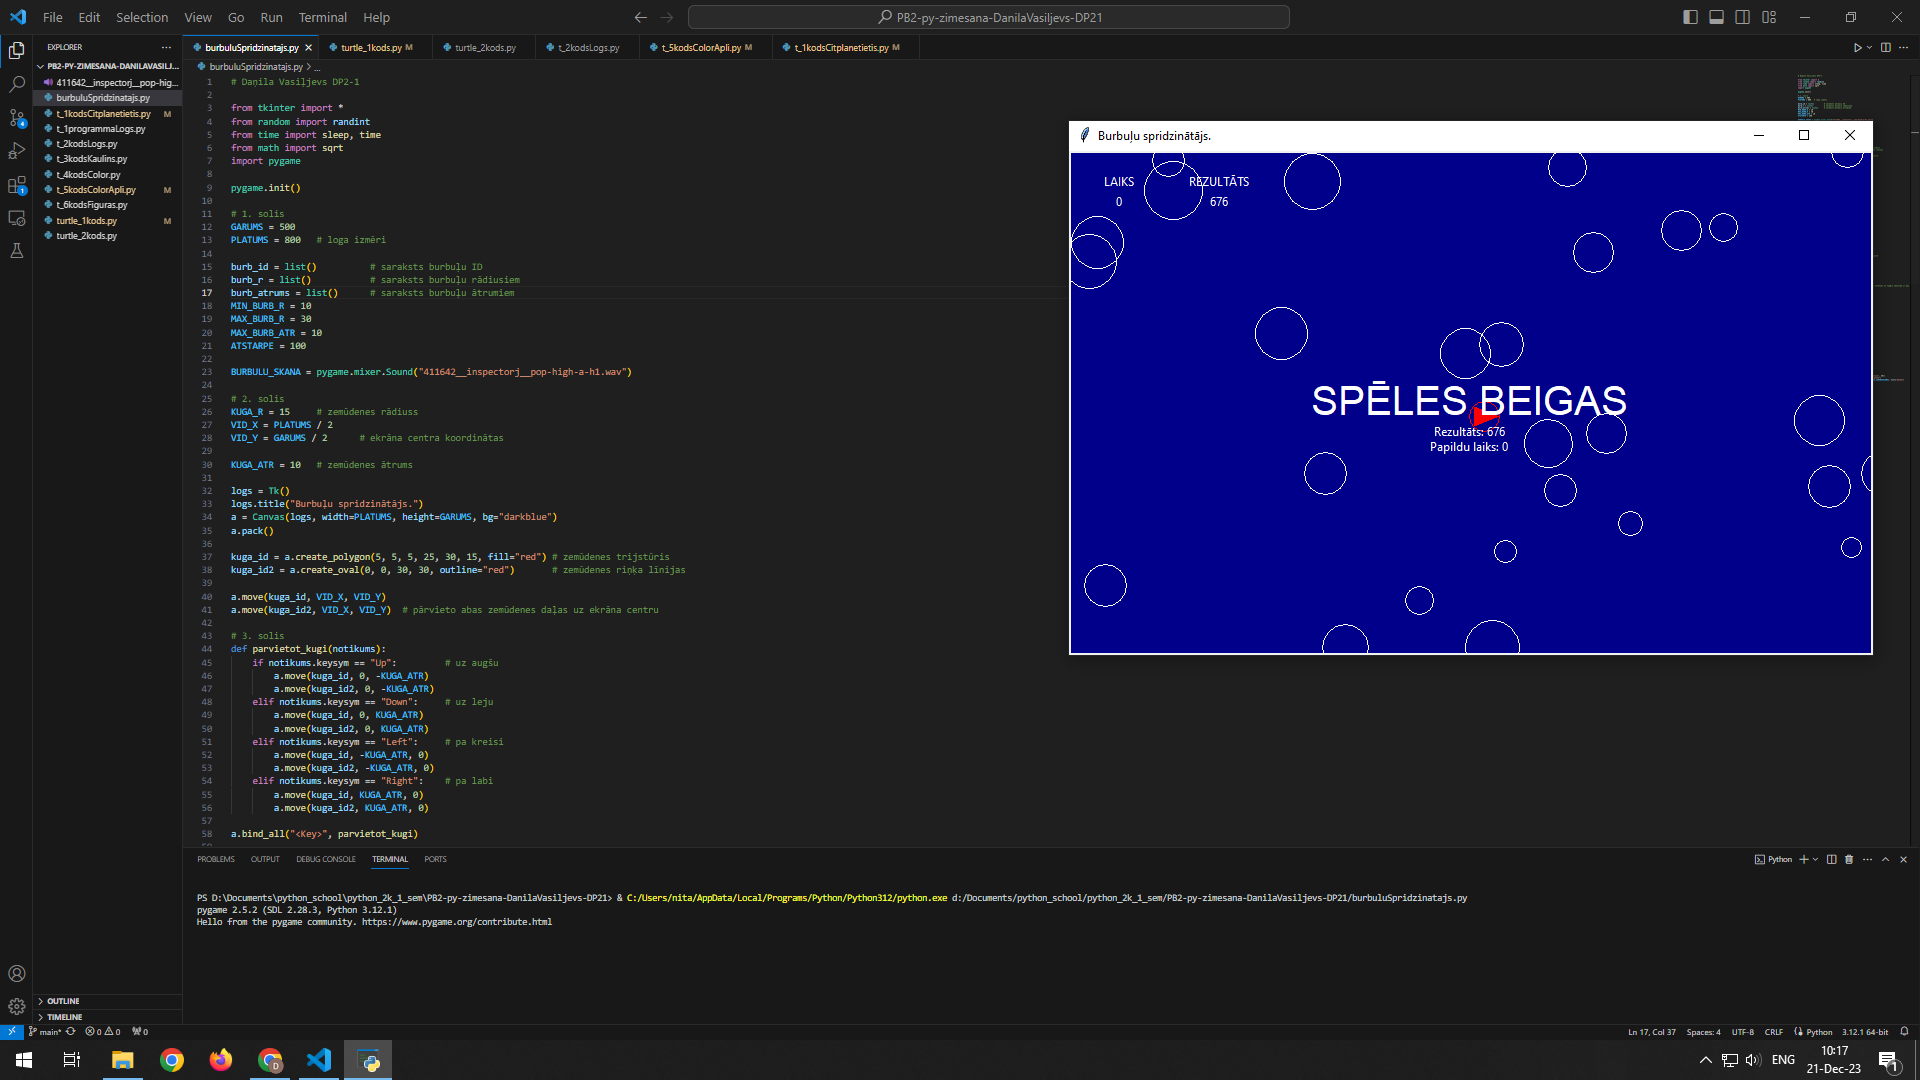 File Edit Selection View Go Run Terminal Help
PB2-py-zimesana-DanilaVasiljevs-DP21
EXPLORER
burbuluSpridzinatajs.py
turtle_1kods.py M
turtle_2kods.py
t_2kodsLogs.py
t_5kodsColorApli.py M
t_1kodsCitplanetietis.py M
PB2-PY-ZIMESANA-DANILAVASILJ...
411642__inspectorj__pop-hig...
burbuluSpridzinatajs.py
t_1kodsCitplanetietis.py M
t_1programmaLogs.py
t_2kodsLogs.py
t_3kodsKaulins.py
t_4kodsColor.py
t_5kodsColorApli.py M
t_6kodsFiguras.py
turtle_1kods.py M
turtle_2kods.py
OUTLINE
TIMELINE
burbuluSpridzinatajs.py > ...
1 # Daņila Vasiļjevs DP2-1
2
3 from tkinter import *
4 from random import randint
5 from time import sleep, time
6 from math import sqrt
7 import pygame
8
9 pygame.init()
10
11 # 1. solis
12 GARUMS = 500
13 PLATUMS = 800 # loga izmēri
14
15 burb_id = list() # saraksts burbuļu ID
16 burb_r = list() # saraksts burbuļu rādiusiem
17 burb_atrums = list() # saraksts burbuļu ātrumiem
18 MIN_BURB_R = 10
19 MAX_BURB_R = 30
20 MAX_BURB_ATR = 10
21 ATSTARPE = 100
22
23 BURBULU_SKANA = pygame.mixer.Sound("411642__inspectorj__pop-high-a-h1.wav")
24
25 # 2. solis
26 KUGA_R = 15 # zemūdenes rādiuss
27 VID_X = PLATUMS / 2
28 VID_Y = GARUMS / 2 # ekrāna centra koordinātas
29
30 KUGA_ATR = 10 # zemūdenes ātrums
31
32 logs = Tk()
33 logs.title("Burbuļu spridzinātājs.")
34 a = Canvas(logs, width=PLATUMS, height=GARUMS, bg="darkblue")
35 a.pack()
36
37 kuga_id = a.create_polygon(5, 5, 5, 25, 30, 15, fill="red") # zemūdenes trijstūris
38 kuga_id2 = a.create_oval(0, 0, 30, 30, outline="red") # zemūdenes riņķa līnijas
39
40 a.move(kuga_id, VID_X, VID_Y)
41 a.move(kuga_id2, VID_X, VID_Y) # pārvieto abas zemūdenes daļas uz ekrāna centru
42
43 # 3. solis
44 def parvietot_kugi(notikums):
45 if notikums.keysym == "Up": # uz augšu
46 a.move(kuga_id, 0, -KUGA_ATR)
47 a.move(kuga_id2, 0, -KUGA_ATR)
48 elif notikums.keysym == "Down": # uz leju
49 a.move(kuga_id, 0, KUGA_ATR)
50 a.move(kuga_id2, 0, KUGA_ATR)
51 elif notikums.keysym == "Left": # pa kreisi
52 a.move(kuga_id, -KUGA_ATR, 0)
53 a.move(kuga_id2, -KUGA_ATR, 0)
54 elif notikums.keysym == "Right": # pa labi
55 a.move(kuga_id, KUGA_ATR, 0)
56 a.move(kuga_id2, KUGA_ATR, 0)
57
58 a.bind_all("<Key>", parvietot_kugi)
Burbuļu spridzinātājs.
LAIKS REZULTĀTS
0 676
SPĒLES BEIGAS
Rezultāts: 676
Papildu laiks: 0
PROBLEMS OUTPUT DEBUG CONSOLE TERMINAL PORTS
Python
PS D:\Documents\python_school\python_2k_1_sem\PB2-py-zimesana-DanilaVasiljevs-DP21> & C:/Users/nita/AppData/Local/Programs/Python/Python312/python.exe d:/Documents/python_school/python_2k_1_sem/PB2-py-zimesana-DanilaVasiljevs-DP21/burbuluSpridzinatajs.py
pygame 2.5.2 (SDL 2.28.3, Python 3.12.1)
Hello from the pygame community. https://www.pygame.org/contribute.html
main* 0 0 0
Ln 17, Col 37 Spaces: 4 UTF-8 CRLF Python 3.12.1 64-bit
ENG
10:17
21-Dec-23
1